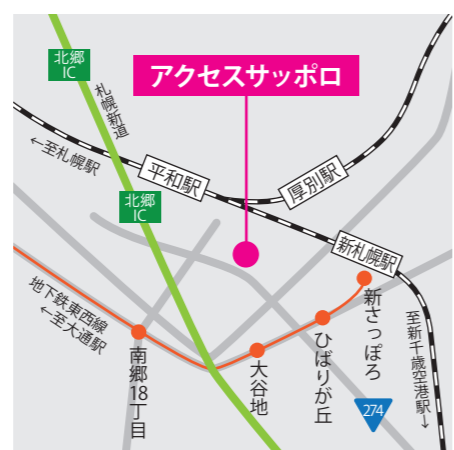 北郷
IC
アクセスサッポロ
札幌新道
←至札幌駅
平和駅
厚別駅
北郷
IC
新札幌駅
地下鉄東西線
←至大通駅
新さっぽろ
ひばりが丘
大谷地
南郷18丁目
至新千歳空港駅→
274